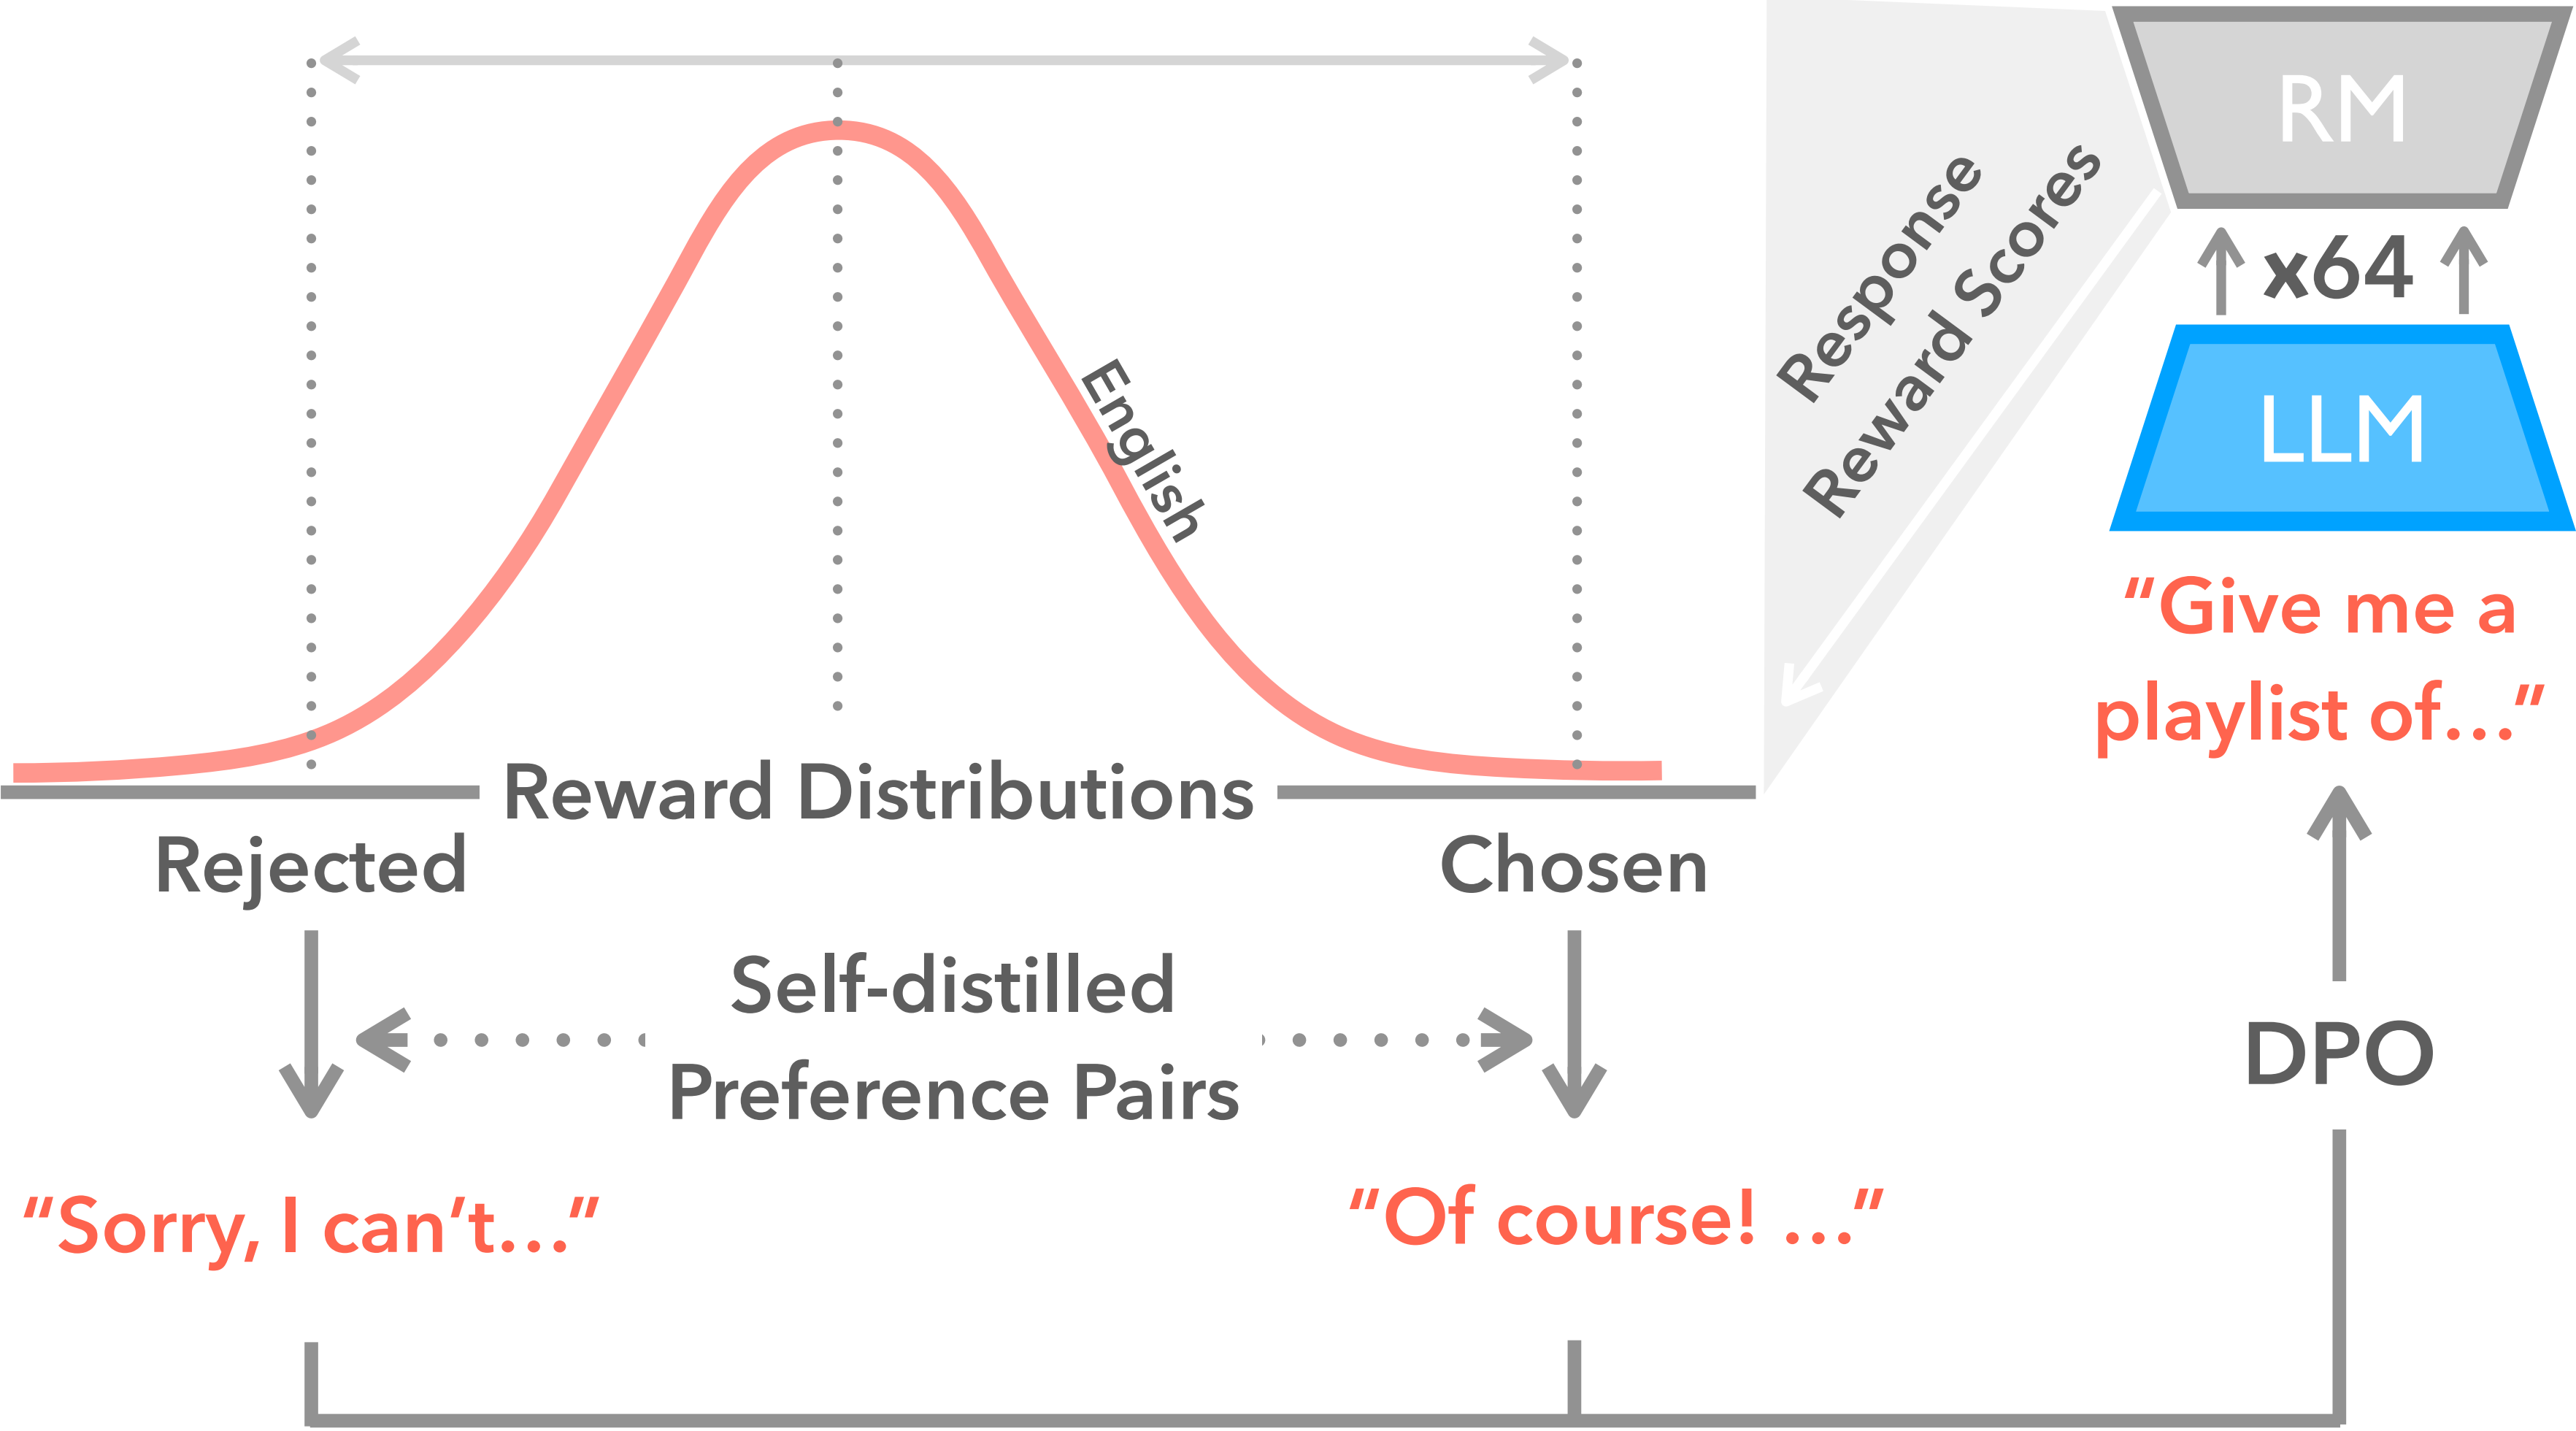 RM
x64
LLM
“Give me a
playlist of…”
Response
Reward Scores
English
Reward Distributions
Rejected
Chosen
Self-distilled
Preference Pairs
“Sorry, I can’t…”
“Of course! …”
DPO